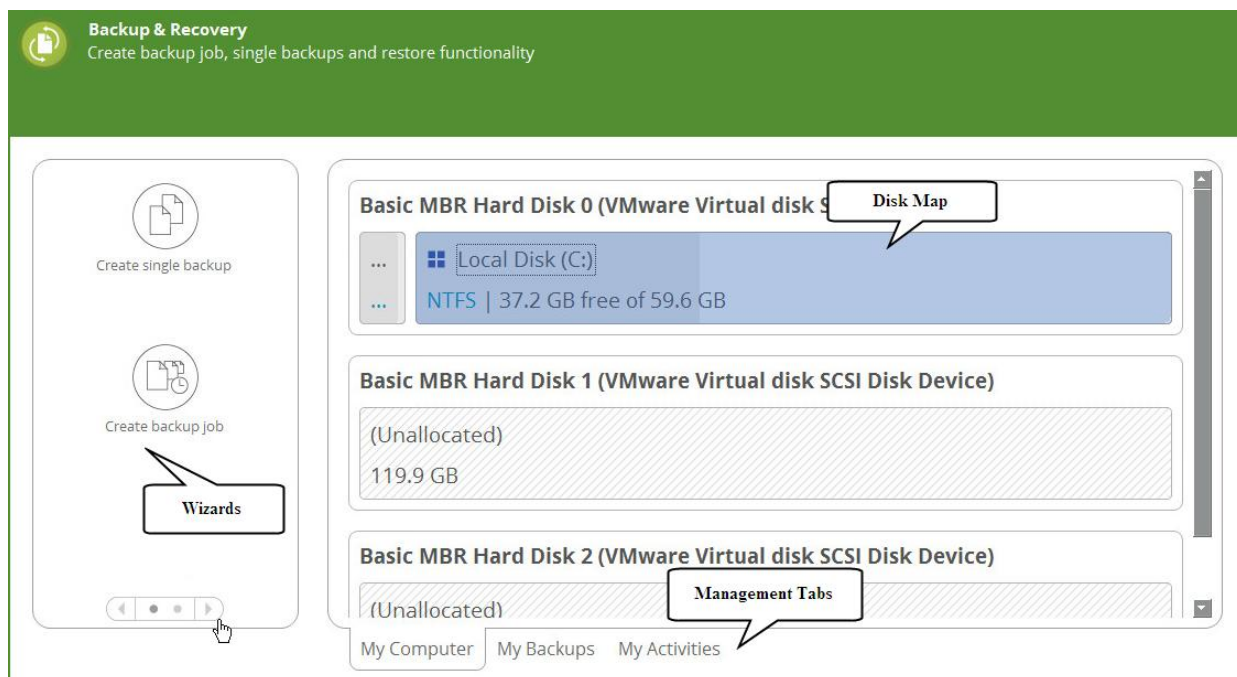 Backup & Recovery
Create backup job, single backups and restore functionality
Create single backup
Create backup job
Wizards
Basic MBR Hard Disk 0 (VMware Virtual disk S
Disk Map
...
Local Disk (C:)
...
NTFS | 37.2 GB free of 59.6 GB
Basic MBR Hard Disk 1 (VMware Virtual disk SCSI Disk Device)
(Unallocated)
119.9 GB
Basic MBR Hard Disk 2 (VMware Virtual disk SCSI Disk Device)
(Unallocated)
Management Tabs
My Computer
My Backups
My Activities